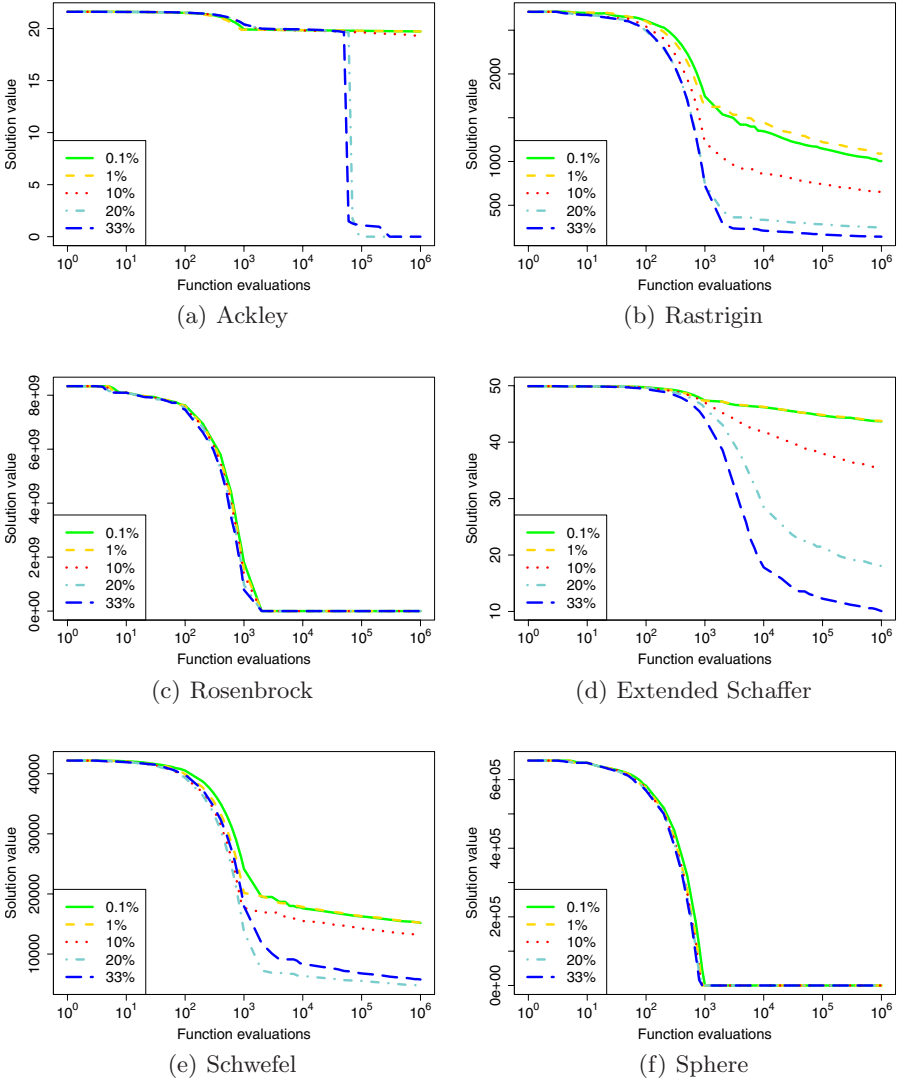 Solution value
20
15
10
5
0
0.1%
1%
10%
20%
33%
10^0 10^1 10^2 10^3 10^4 10^5 10^6
Function evaluations
(a) Ackley
Solution value
2000
1000
500
0.1%
1%
10%
20%
33%
10^0 10^1 10^2 10^3 10^4 10^5 10^6
Function evaluations
(b) Rastrigin
Solution value
8e+09
6e+09
4e+09
2e+09
0e+00
0.1%
1%
10%
20%
33%
10^0 10^1 10^2 10^3 10^4 10^5 10^6
Function evaluations
(c) Rosenbrock
Solution value
50
40
30
20
10
0.1%
1%
10%
20%
33%
10^0 10^1 10^2 10^3 10^4 10^5 10^6
Function evaluations
(d) Extended Schaffer
Solution value
40000
30000
20000
10000
0.1%
1%
10%
20%
33%
10^0 10^1 10^2 10^3 10^4 10^5 10^6
Function evaluations
(e) Schwefel
Solution value
6e+05
4e+05
2e+05
0e+00
0.1%
1%
10%
20%
33%
10^0 10^1 10^2 10^3 10^4 10^5 10^6
Function evaluations
(f) Sphere